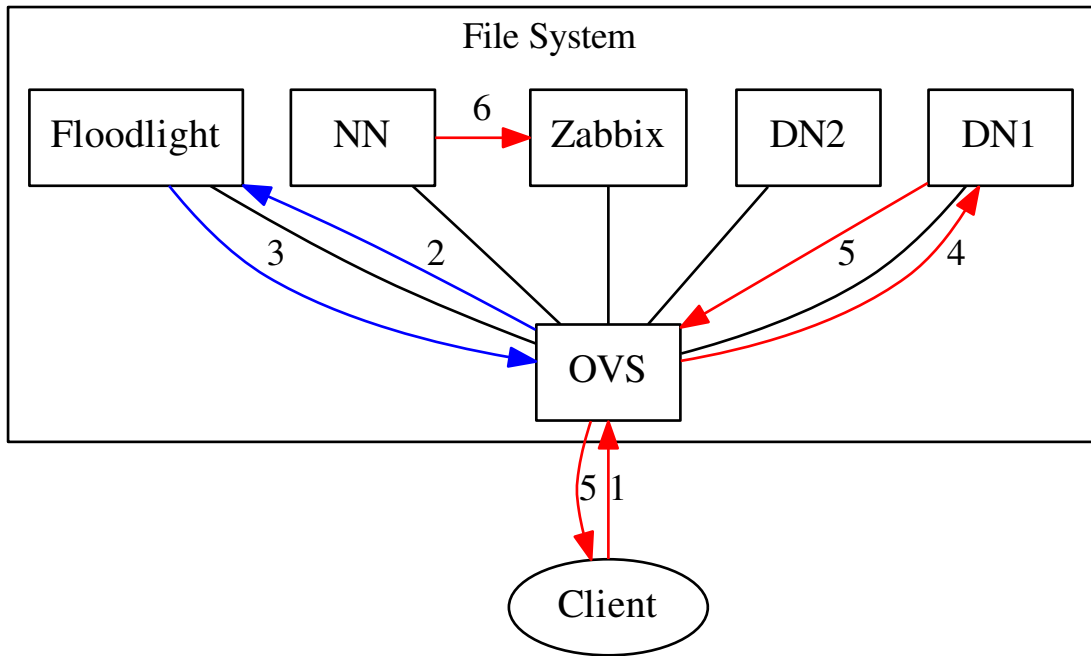 File System
Floodlight
NN
6
Zabbix
DN2
DN1
3
2
5
4
OVS
5
1
Client